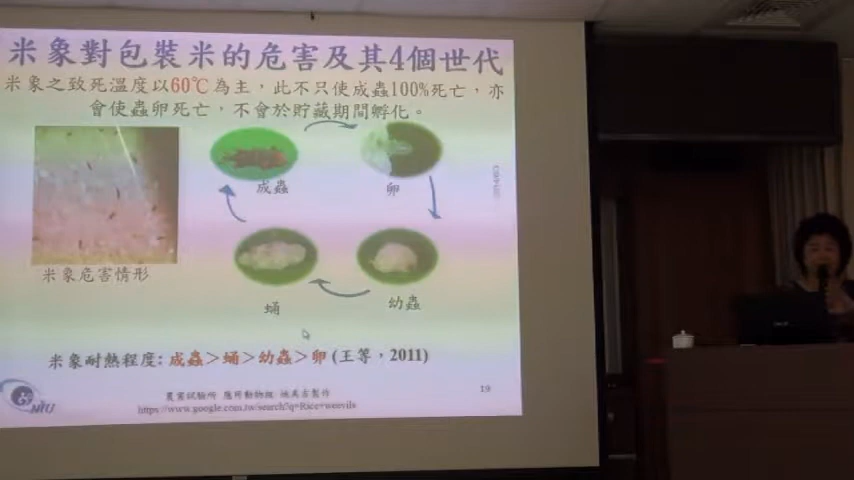 米象對包裝米的危害及其4個世代
米象之致死溫度以60℃為主，此不只使成蟲100%死亡，亦
會使蟲卵死亡，不會於貯藏期間孵化。
成蟲
卵
米象危害情形
蛹
幼蟲
米象耐熱程度: 成蟲>蛹>幼蟲>卵 (王等，2011)
農業試驗所 應用動物組 製作
https://www.google.com.tw/search?q=Rice+weevils
19
NIU